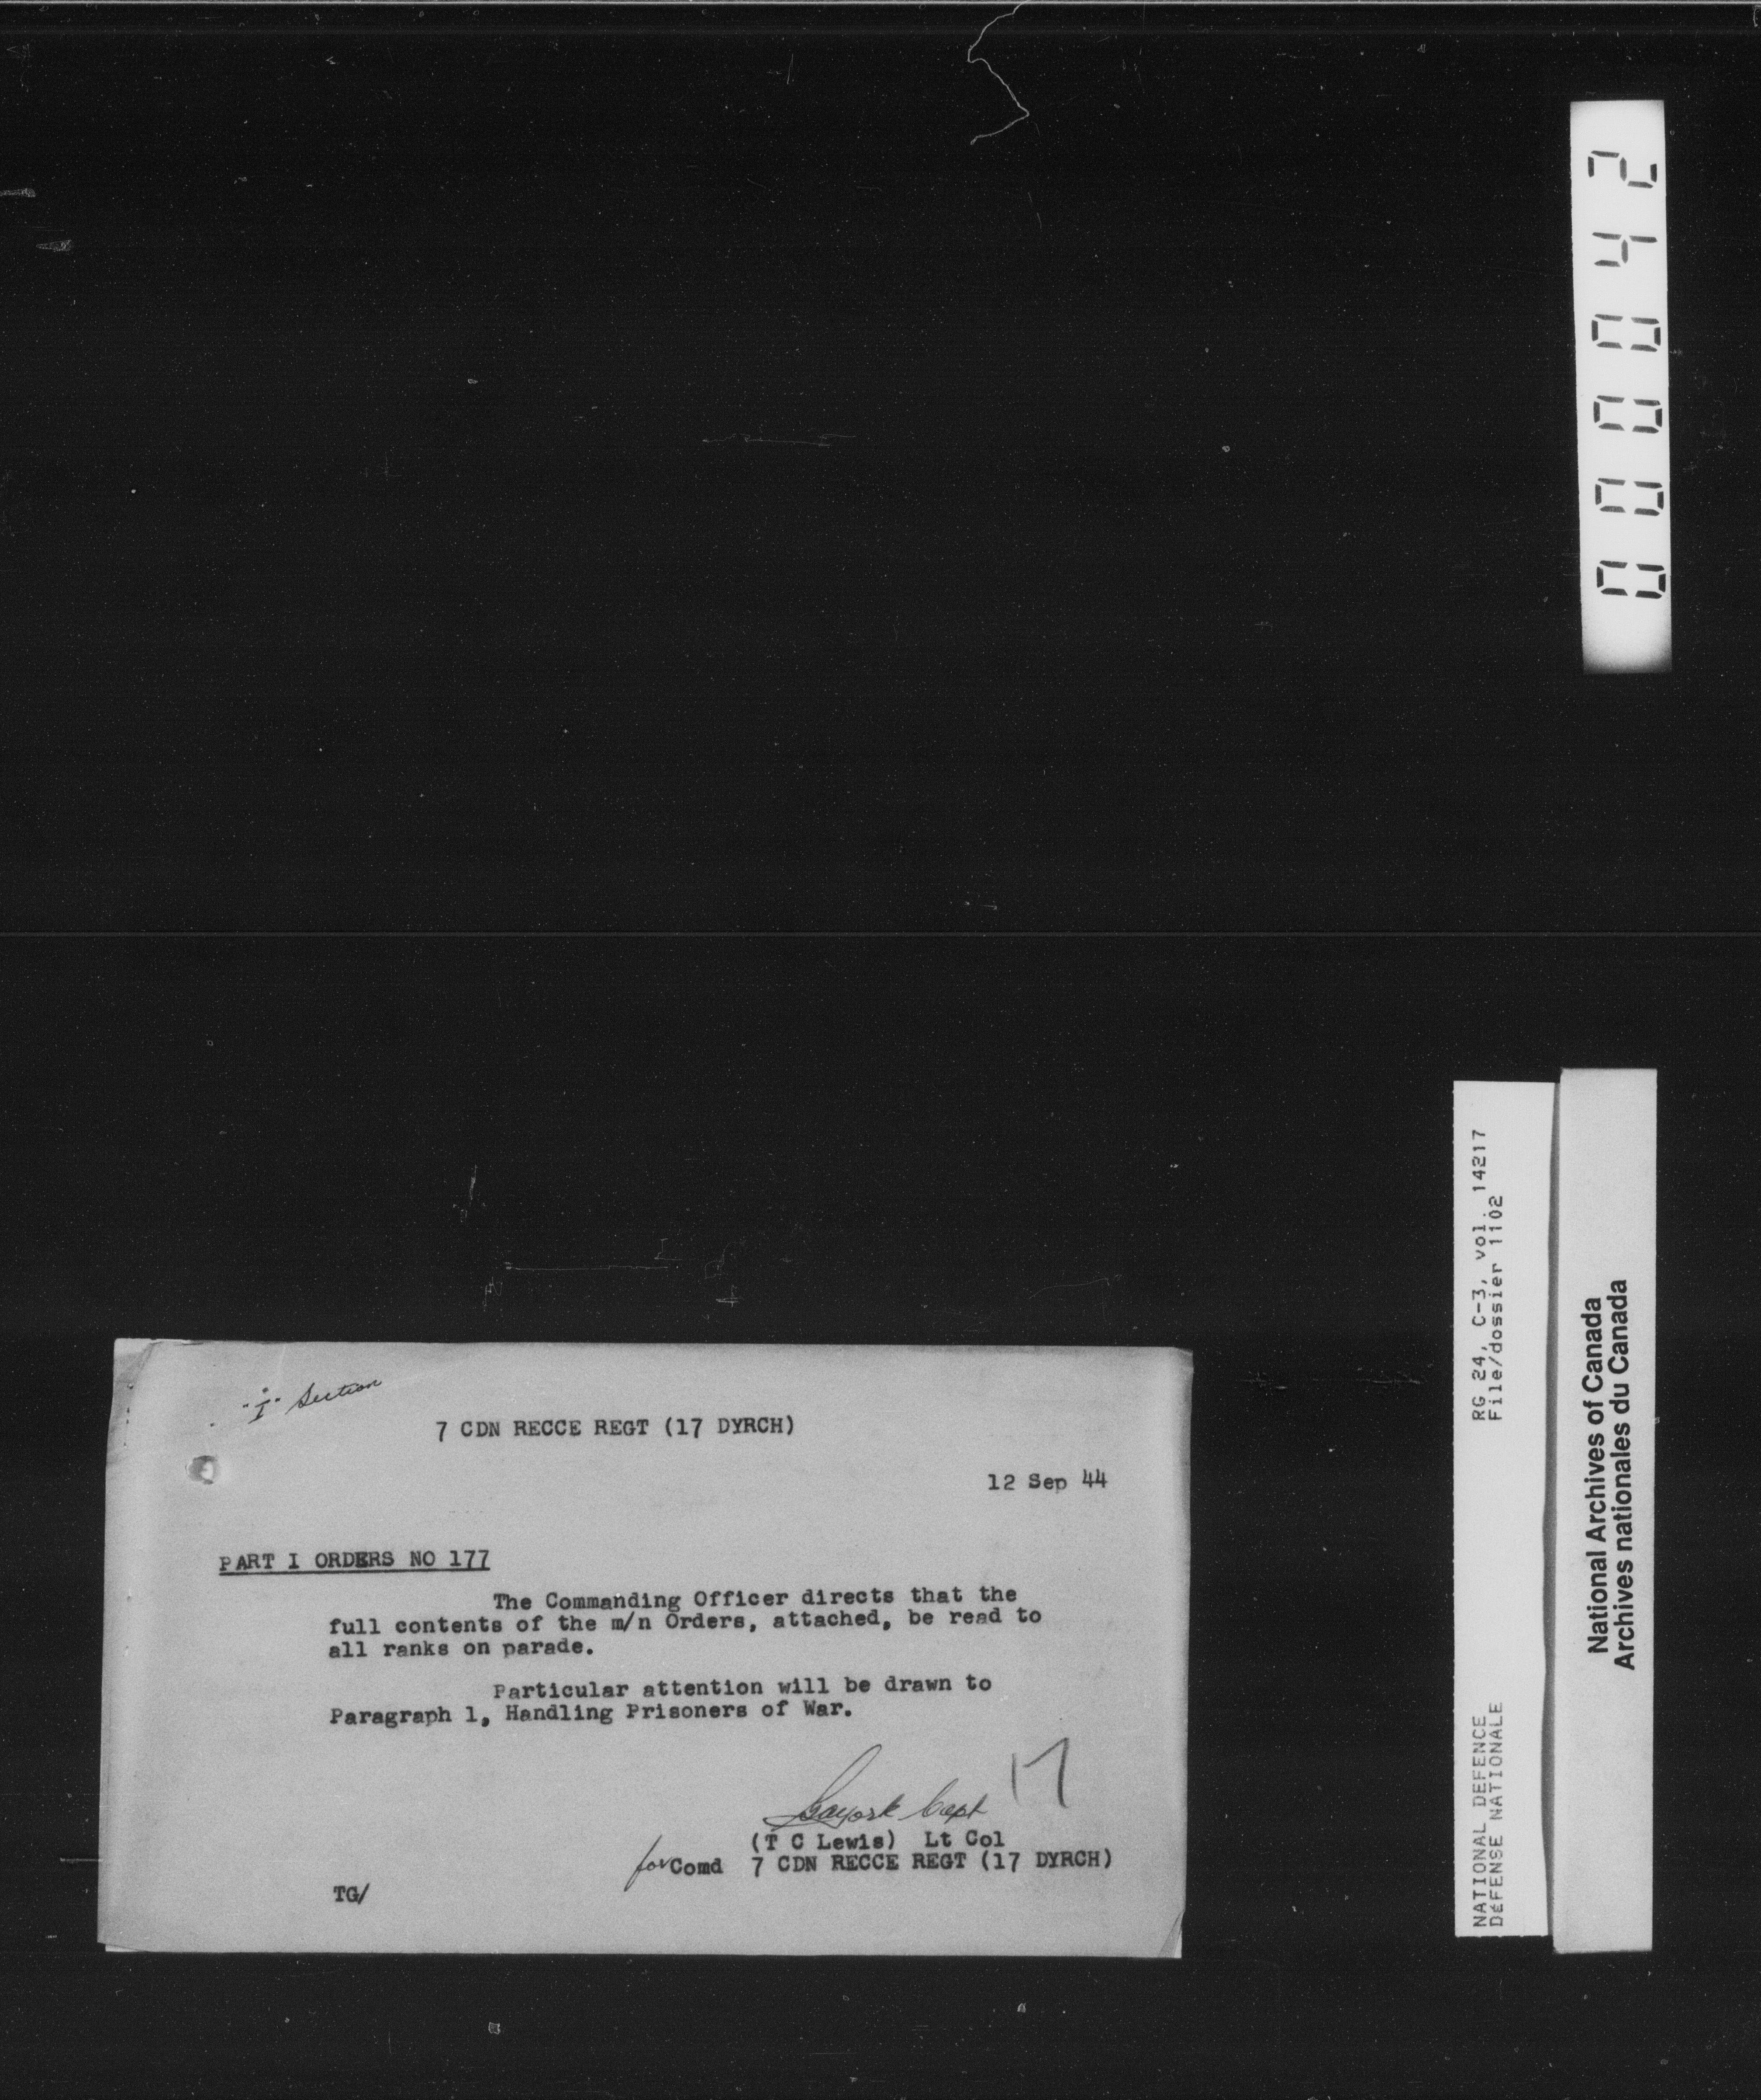 000042
"I" Section
7 CDN RECCE REGT (17 DYRCH)
12 Sep 44
PART I ORDERS NO 177
The Commanding Officer directs that the
full contents of the m/n Orders, attached, be read to
all ranks on parade.
Particular attention will be drawn to
Paragraph 1, Handling Prisoners of War.
17
Capt
(T C Lewis) Lt Col
for Comd 7 CDN RECCE REGT (17 DYRCH)
TG/
RG 24, C-3, vol. 14217
File/dossier 1102
NATIONAL DEFENCE
DÉFENSE NATIONALE
National Archives of Canada
Archives nationales du Canada